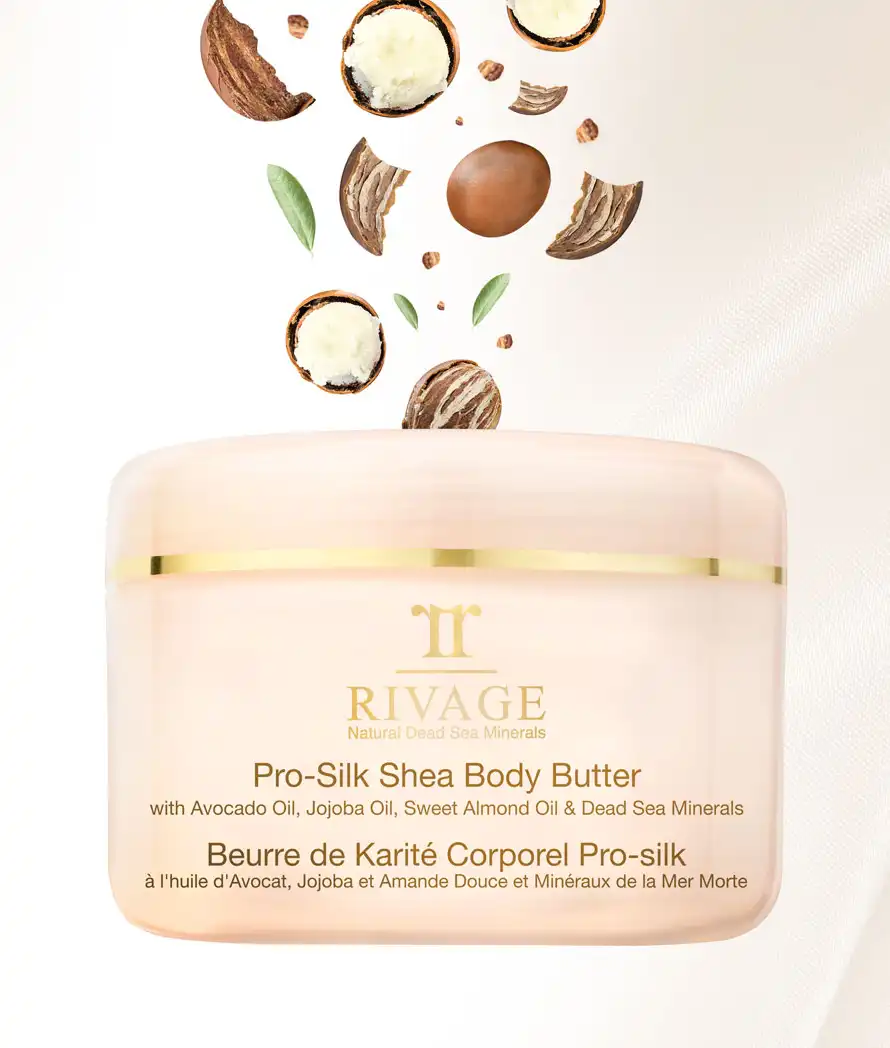 RIVAGE
Natural Dead Sea Minerals
Pro-Silk Shea Body Butter
with Avocado Oil, Jojoba Oil, Sweet Almond Oil & Dead Sea Minerals
Beurre de Karité Corporel Pro-silk
à l'huile d'Avocat, Jojoba et Amande Douce et Minéraux de la Mer Morte